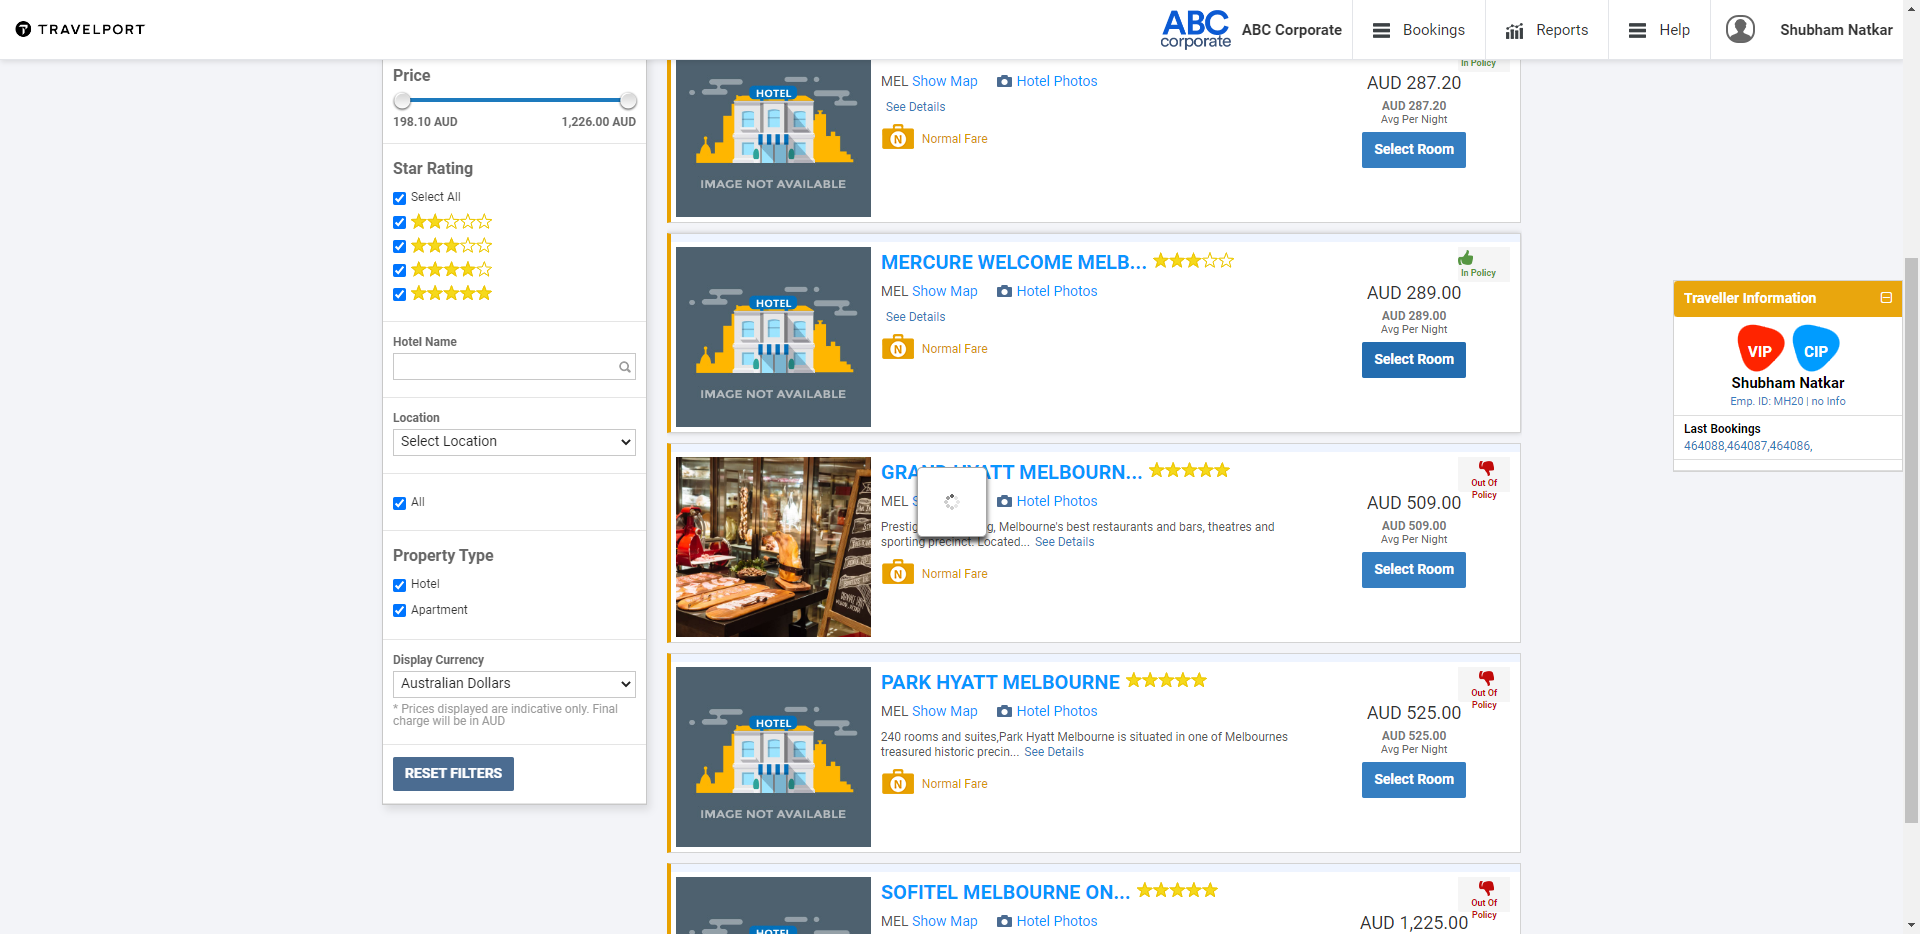 TRAVELPORT
ABC
corporate
ABC Corporate
Bookings
Reports
Help
Shubham Natkar
Price
198.10 AUD
1,226.00 AUD
Star Rating
Select All
Hotel Name
Location
Select Location
All
Property Type
Hotel
Apartment
Display Currency
Australian Dollars
* Prices displayed are indicative only. Final
charge will be in AUD
RESET FILTERS
HOTEL
IMAGE NOT AVAILABLE
MEL Show Map
Hotel Photos
See Details
N
Normal Fare
In Policy
AUD 287.20
AUD 287.20
Avg Per Night
Select Room
HOTEL
IMAGE NOT AVAILABLE
MERCURE WELCOME MELB...
MEL Show Map
Hotel Photos
See Details
N
Normal Fare
In Policy
AUD 289.00
AUD 289.00
Avg Per Night
Select Room
MEL
Hotel Photos
Melbourne's best restaurants and bars, theatres and
sporting precinct. Located... See Details
N
Normal Fare
Out Of
Policy
AUD 509.00
AUD 509.00
Avg Per Night
Select Room
HOTEL
IMAGE NOT AVAILABLE
PARK HYATT MELBOURNE
MEL Show Map
Hotel Photos
240 rooms and suites,Park Hyatt Melbourne is situated in one of Melbournes
treasured historic precin... See Details
N
Normal Fare
Out Of
Policy
AUD 525.00
AUD 525.00
Avg Per Night
Select Room
HOTEL
SOFITEL MELBOURNE ON...
MEL Show Map
Hotel Photos
Out Of
Policy
AUD 1,225.00
Traveller Information
VIP
CIP
Shubham Natkar
Emp. ID: MH20 | no Info
Last Bookings
464088,464087,464086,